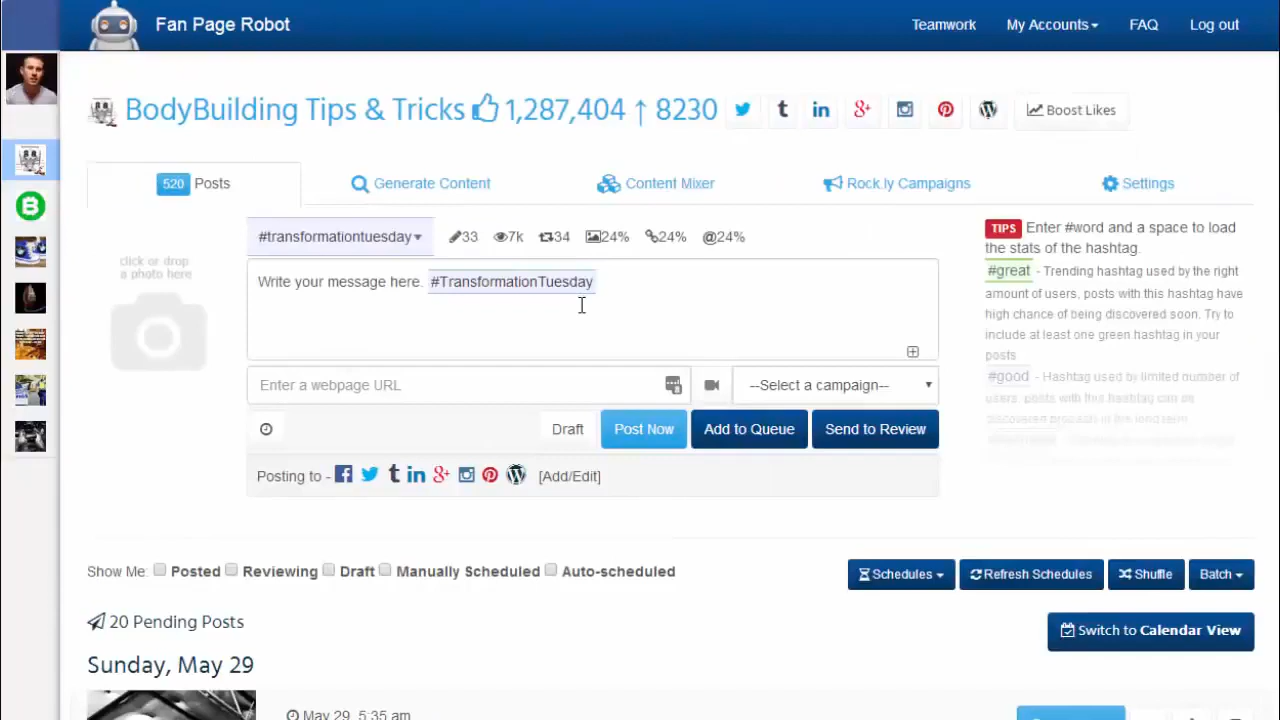 Fan Page Robot
Teamwork My Accounts FAQ Log out
BodyBuilding Tips & Tricks 1,287,404 ↑ 8230 Boost Likes
520 Posts Generate Content Content Mixer Rock.ly Campaigns Settings
#transformationtuesday 33 7k 34 24% 24% @24%
click or drop
a photo here
Write your message here. #TransformationTuesday
Enter a webpage URL --Select a campaign--
Draft Post Now Add to Queue Send to Review
Posting to - [Add/Edit]
TIPS Enter #word and a space to load
the stats of the hashtag.
#great - Trending hashtag used by the right
amount of users, posts with this hashtag have
high chance of being discovered soon. Try to
include at least one green hashtag in your
posts
#good - Hashtag used by limited number of
users, posts with this hashtag can be
discovered
Show Me: Posted Reviewing Draft Manually Scheduled Auto-scheduled
Schedules Refresh Schedules Shuffle Batch
20 Pending Posts
Switch to Calendar View
Sunday, May 29
May 29, 5:35 am